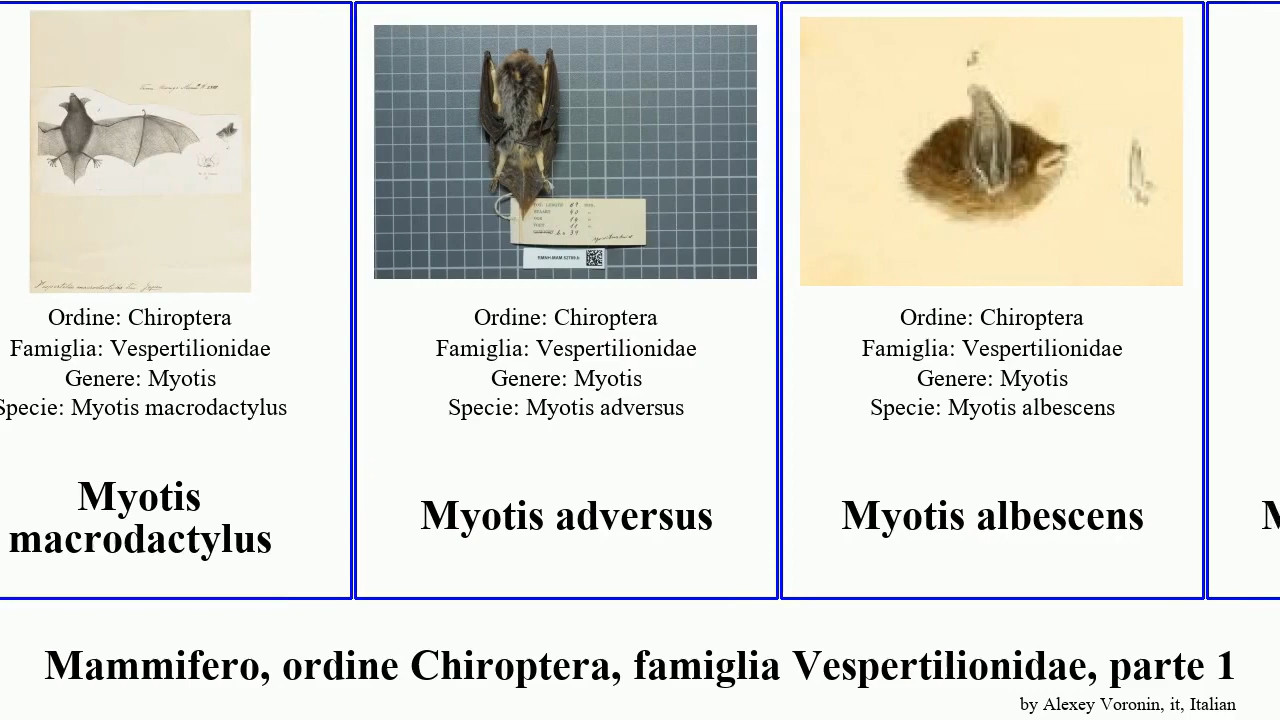 Ordine: Chiroptera
Famiglia: Vespertilionidae
Genere: Myotis
Specie: Myotis macrodactylus
Myotis
macrodactylus
Ordine: Chiroptera
Famiglia: Vespertilionidae
Genere: Myotis
Specie: Myotis adversus
Myotis adversus
Ordine: Chiroptera
Famiglia: Vespertilionidae
Genere: Myotis
Specie: Myotis albescens
Myotis albescens
M
Mammifero, ordine Chiroptera, famiglia Vespertilionidae, parte 1
by Alexey Voronin, it, Italian